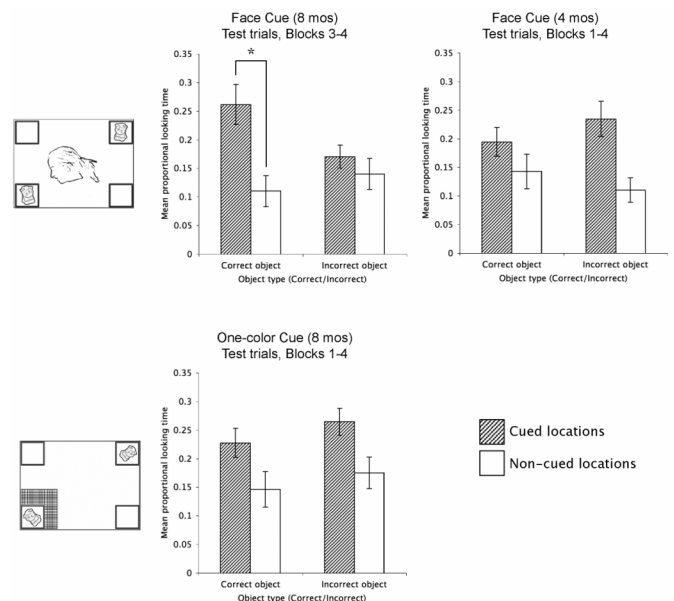 Face Cue (8 mos)
Test trials, Blocks 3-4
Mean proportional looking time
0.35
0.3
0.25
0.2
0.15
0.1
0.05
0
*
Correct object
Incorrect object
Object type (Correct/Incorrect)
Face Cue (4 mos)
Test trials, Blocks 1-4
Mean proportional looking time
0.35
0.3
0.25
0.2
0.15
0.1
0.05
0
Correct object
Incorrect object
Object type (Correct/Incorrect)
One-color Cue (8 mos)
Test trials, Blocks 1-4
Mean proportional looking time
0.35
0.3
0.25
0.2
0.15
0.1
0.05
0
Correct object
Incorrect object
Object type (Correct/Incorrect)
Cued locations
Non-cued locations